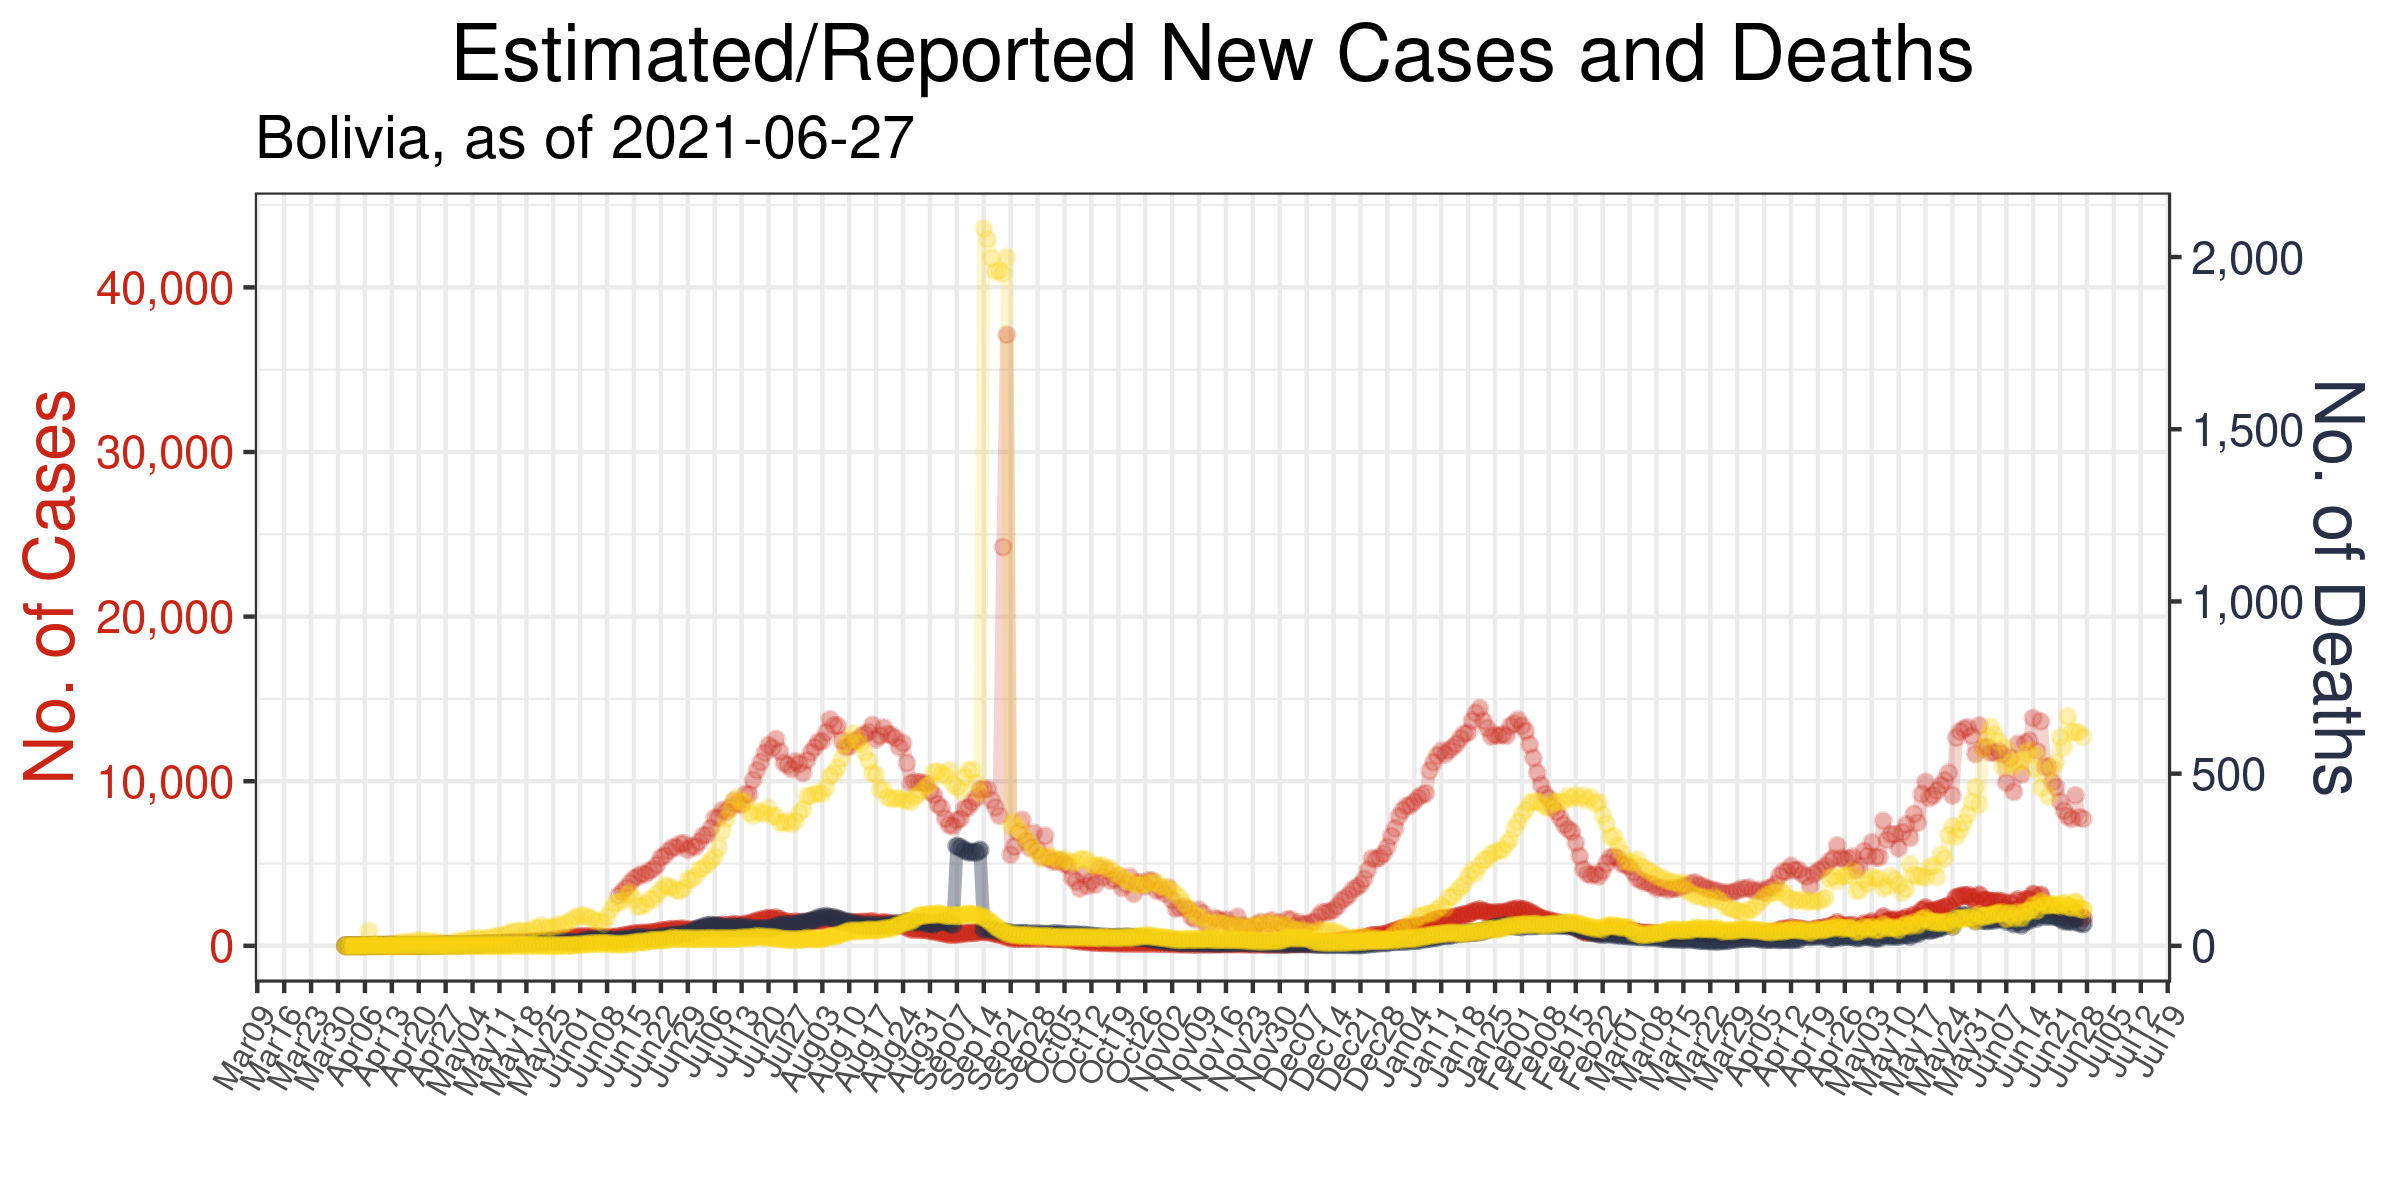 Estimated/Reported New Cases and Deaths
Bolivia, as of 2021-06-27
No. of Cases
40,000
30,000
20,000
10,000
0
2,000
1,500
1,000
500
0
No. of Deaths
Mar09
Mar16
Mar23
Mar30
Apr06
Apr13
Apr20
Apr27
May04
May11
May18
May25
Jun01
Jun08
Jun15
Jun22
Jun29
Jul06
Jul13
Jul20
Jul27
Aug03
Aug10
Aug17
Aug24
Aug31
Sep07
Sep14
Sep21
Sep28
Oct05
Oct12
Oct19
Oct26
Nov02
Nov09
Nov16
Nov23
Nov30
Dec07
Dec14
Dec21
Dec28
Jan04
Jan11
Jan18
Jan25
Feb01
Feb08
Feb15
Feb22
Mar01
Mar08
Mar15
Mar22
Mar29
Apr05
Apr12
Apr19
Apr26
May03
May10
May17
May24
May31
Jun07
Jun14
Jun21
Jun28
Jul05
Jul12
Jul19